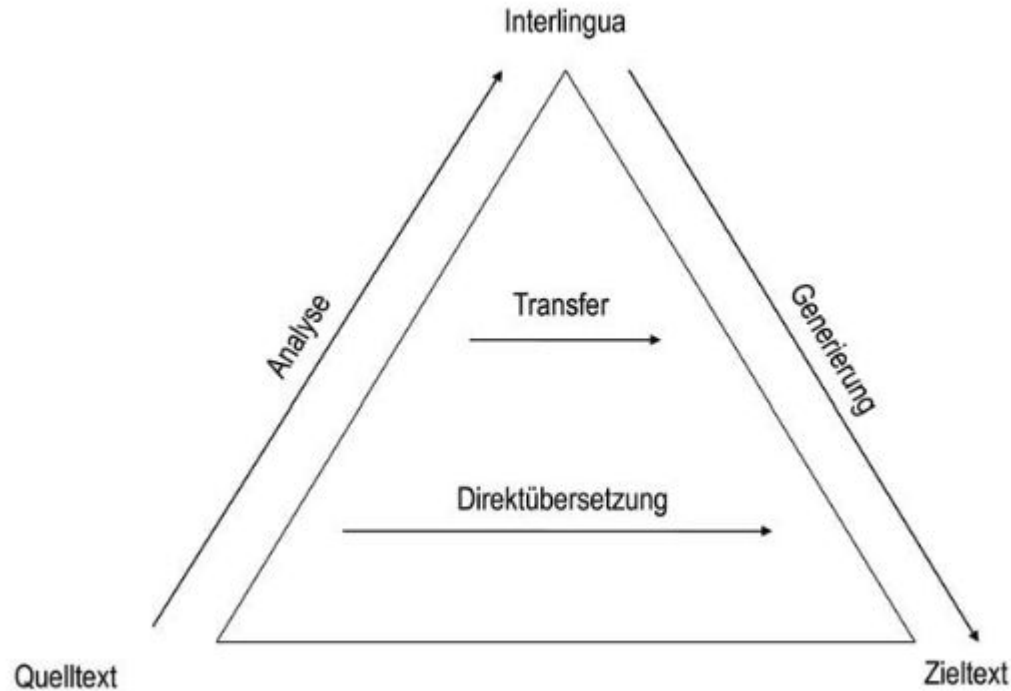 Interlingua
Analyse
Transfer
Generierung
Direktübersetzung
Quelltext
Zieltext